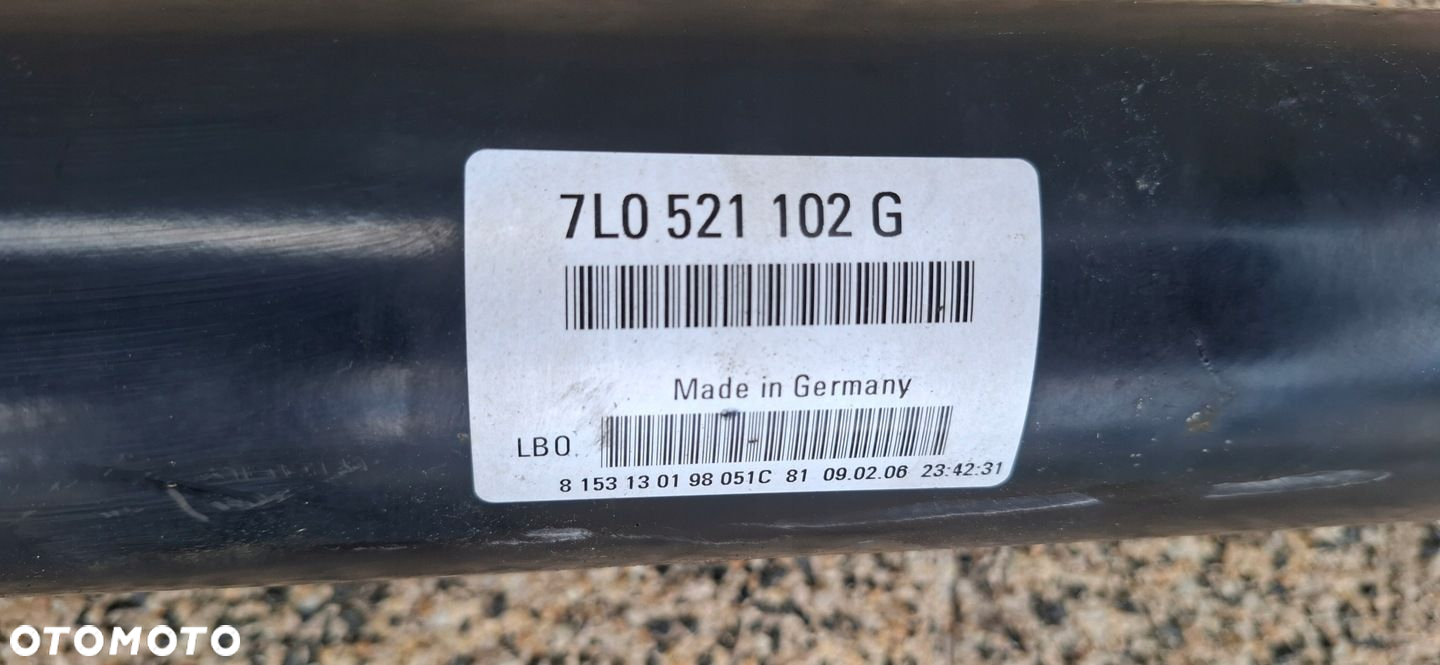 7L0 521 102 G
Made in Germany
LB0
8 153 13 01 98 051C 81 09.02.06 23:42:31
OTOMOTO